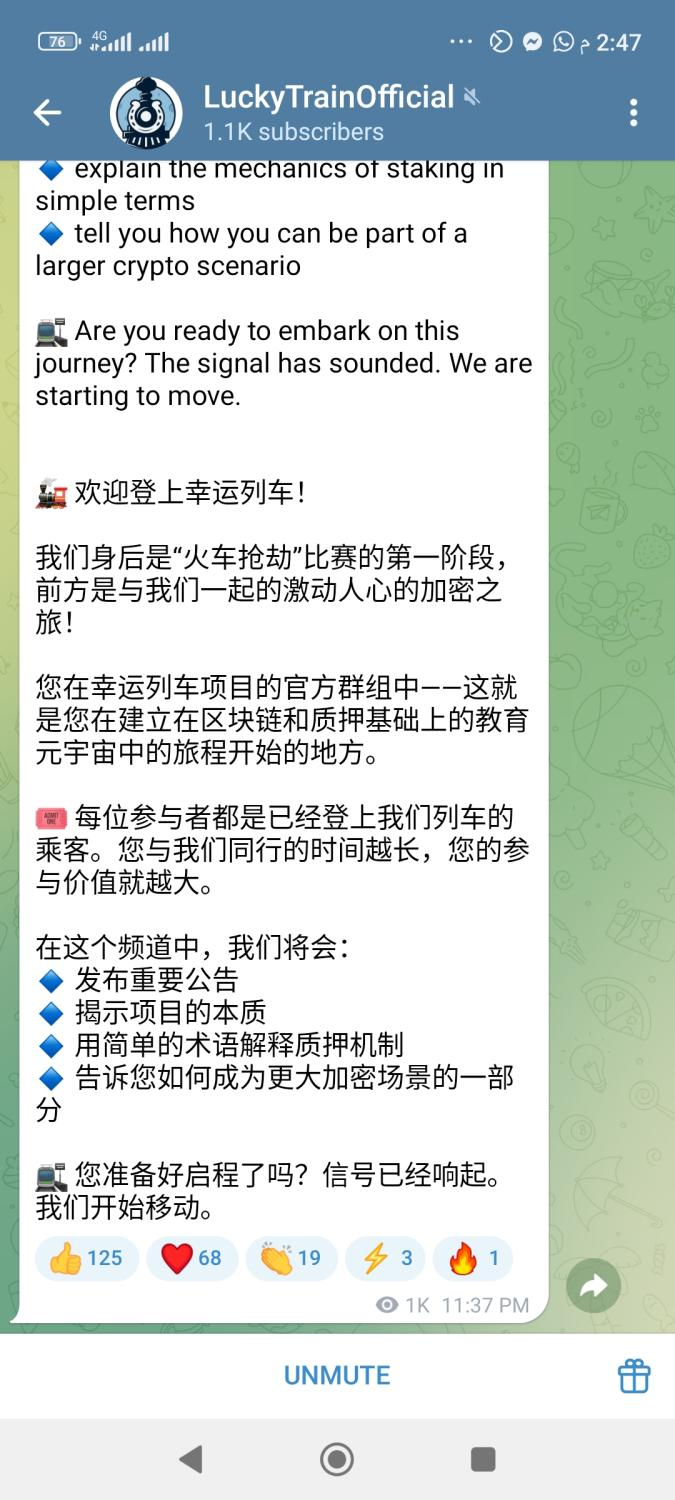 76
4G
... م 2:47
LuckyTrainOfficial
1.1K subscribers
🔹 explain the mechanics of staking in
simple terms
🔹 tell you how you can be part of a
larger crypto scenario
🚉 Are you ready to embark on this
journey? The signal has sounded. We are
starting to move.
🚂 欢迎登上幸运列车！
我们身后是“火车抢劫”比赛的第一阶段，
前方是与我们一起的激动人心的加密之
旅！
您在幸运列车项目的官方群组中——这就
是您在建立在区块链和质押基础上的教育
元宇宙中的旅程开始的地方。
🎟 每位参与者都是已经登上我们列车的
乘客。您与我们同行的时间越长，您的参
与价值就越大。
在这个频道中，我们将会：
🔹 发布重要公告
🔹 揭示项目的本质
🔹 用简单的术语解释质押机制
🔹 告诉您如何成为更大加密场景的一部
分
🚉 您准备好启程了吗？信号已经响起。
我们开始移动。
👍 125 ❤ 68 👏 19 ⚡ 3 🔥 1
1K 11:37 PM
UNMUTE